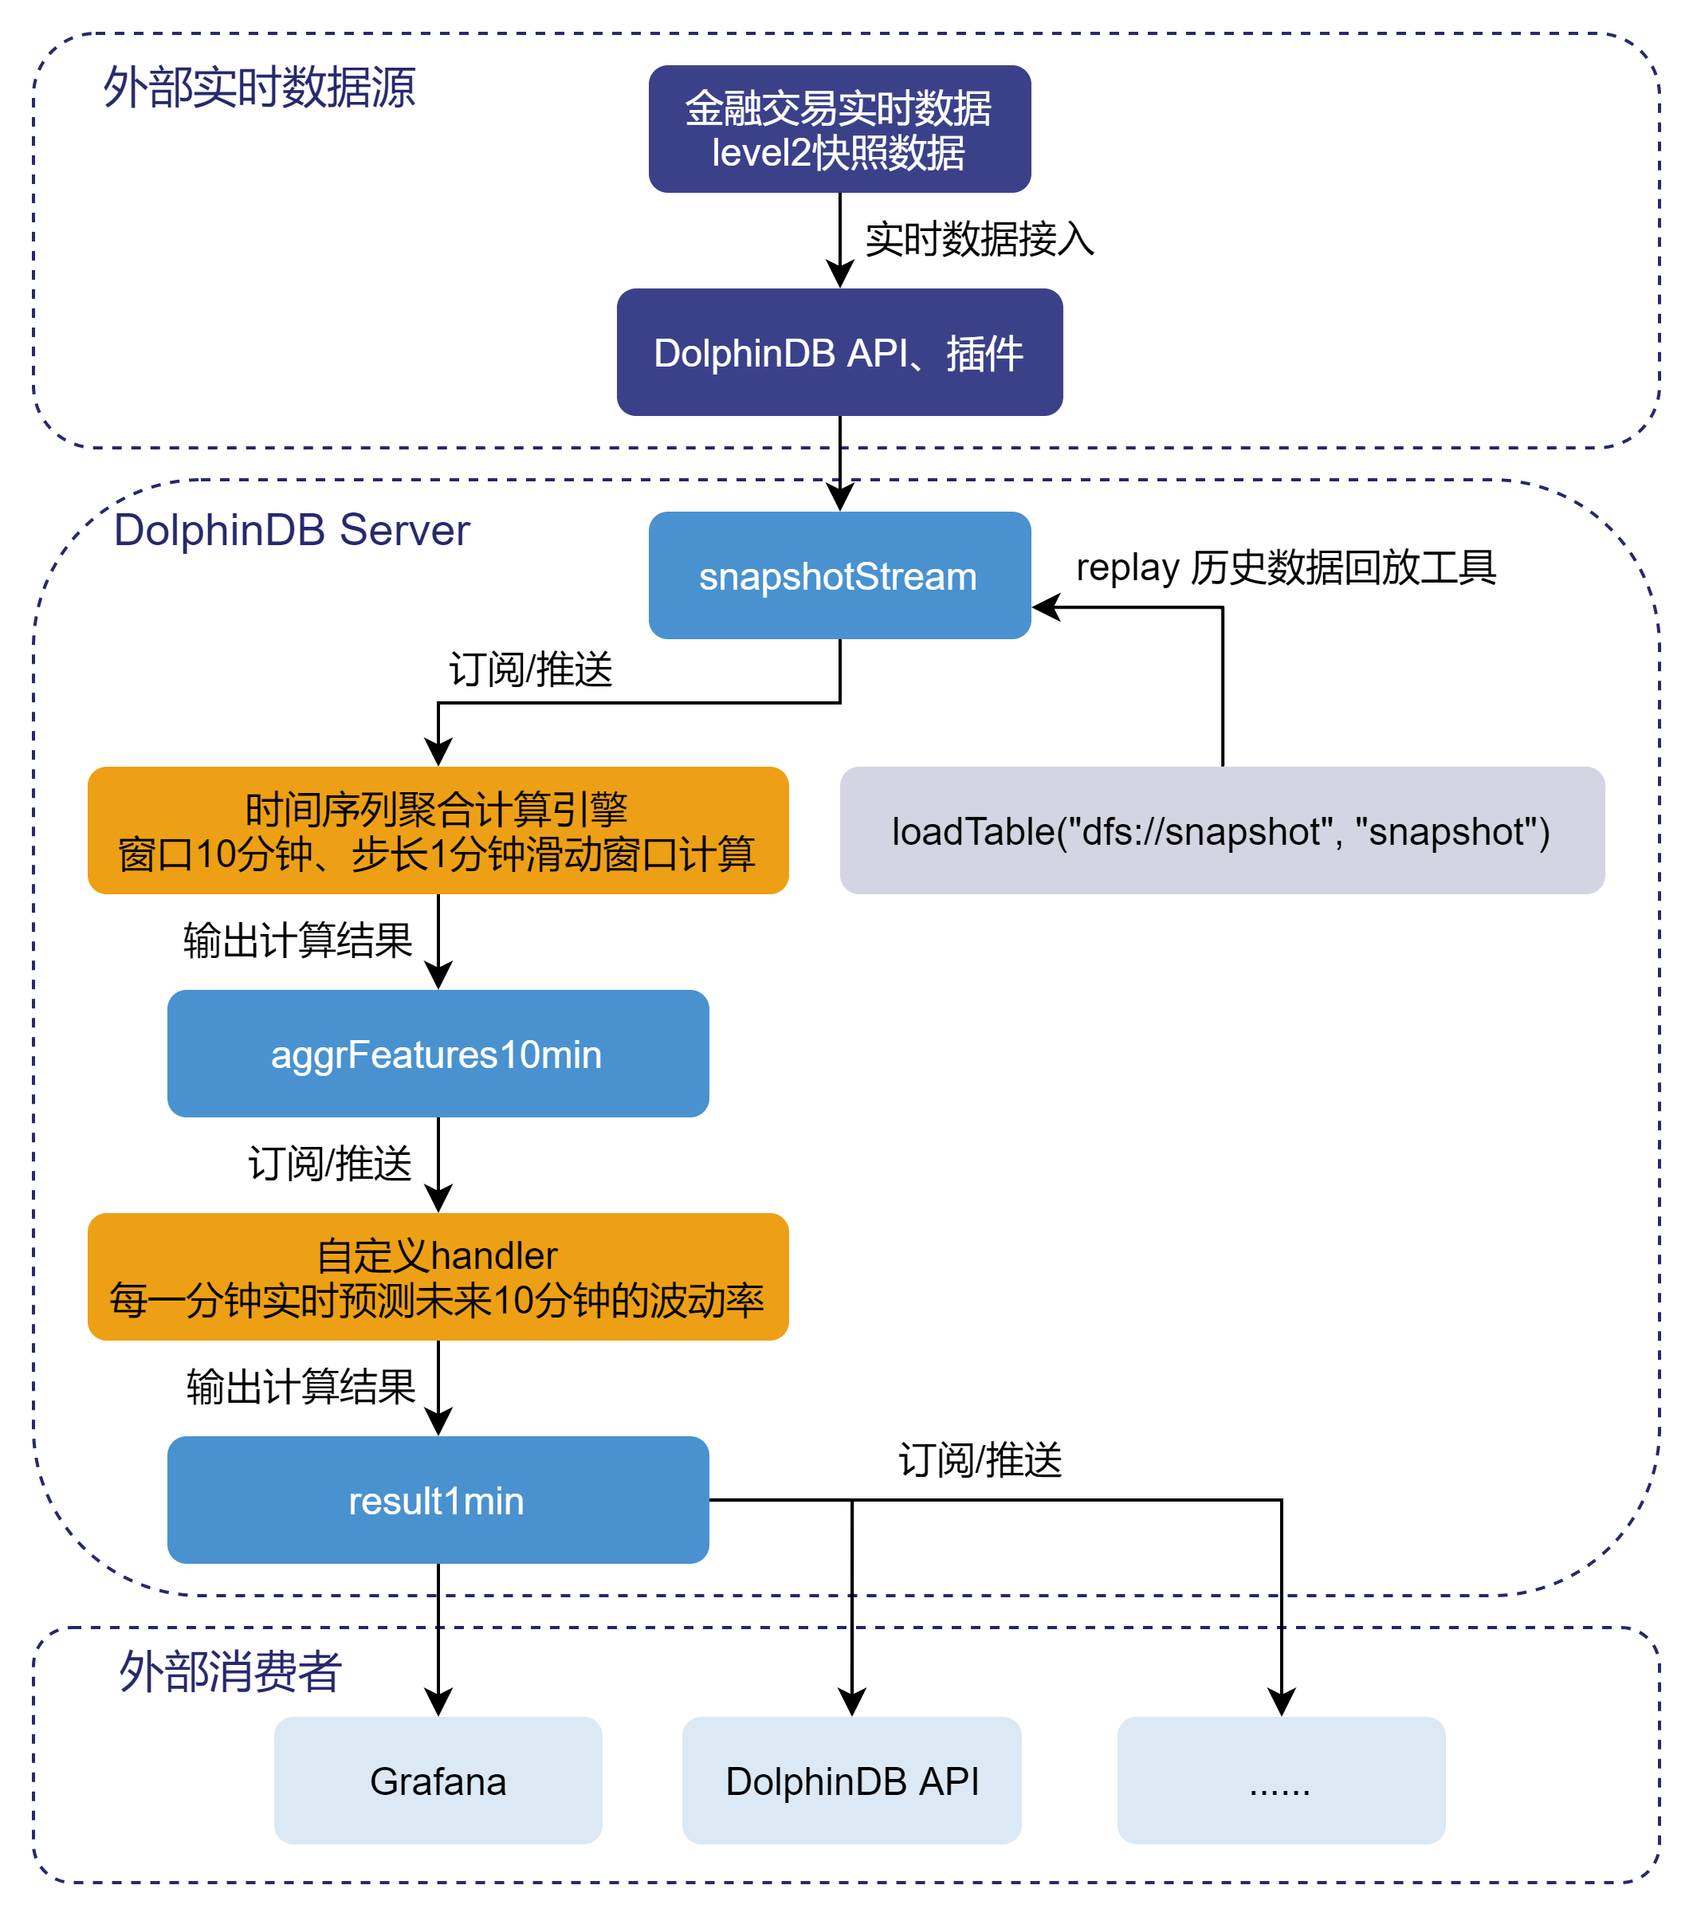 外部实时数据源
金融交易实时数据
level2快照数据
实时数据接入
DolphinDB API、插件
DolphinDB Server
snapshotStream
replay 历史数据回放工具
订阅/推送
时间序列聚合计算引擎
窗口10分钟、步长1分钟滑动窗口计算
loadTable("dfs://snapshot", "snapshot")
输出计算结果
aggrFeatures10min
订阅/推送
自定义handler
每一分钟实时预测未来10分钟的波动率
输出计算结果
result1min
订阅/推送
外部消费者
Grafana
DolphinDB API
......